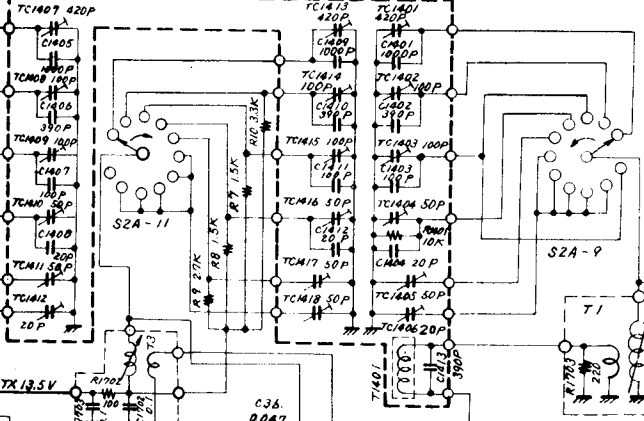 TC1407 420P
C1405
1000P
TC1408 100P
C1406
390P
TC1409 100P
C1407
100P
TC1410 50P
C1408
20P
TC1411 50P
TC1412
20P
S2A-11
R10 3.3K
R7 1.5K
R8 1.5K
R9 2.7K
TC1413
420P
C1409
1000P
TC1414
100P
C1410
390P
TC1415 100P
C1411
100P
TC1416 50P
C1412
20P
TC1417 50P
TC1418 50P
TC1401
420P
C1401
1000P
TC1402
100P
C1402
390P
TC1403 100P
C1403
100P
TC1404 50P
R1401
10K
C1404 20P
TC1405 50P
TC1406 20P
S2A-9
T1
T3
TX 13.5V
R1702
100
0.1
C36.
0.047
T1401
C1413
390P
R1703
220